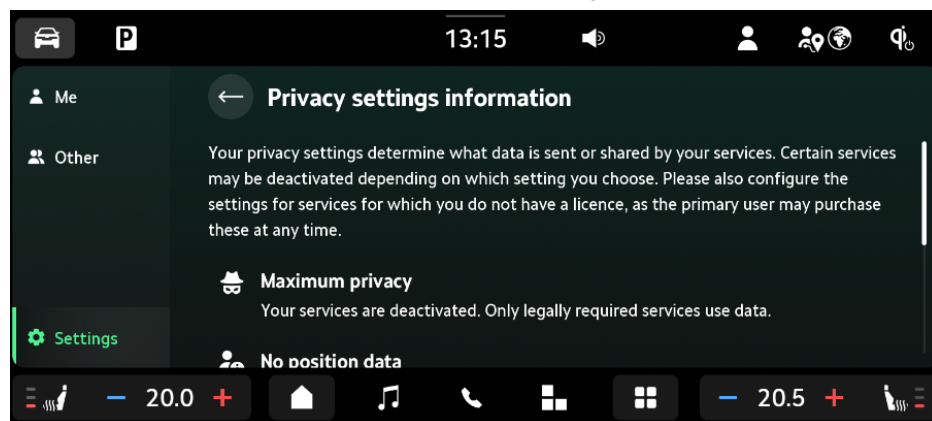 P
13:15
qi
Me
Privacy settings information
Other
Your privacy settings determine what data is sent or shared by your services. Certain services
may be deactivated depending on which setting you choose. Please also configure the
settings for services for which you do not have a licence, as the primary user may purchase
these at any time.
Maximum privacy
Your services are deactivated. Only legally required services use data.
Settings
No position data
− 20.0 +
− 20.5 +